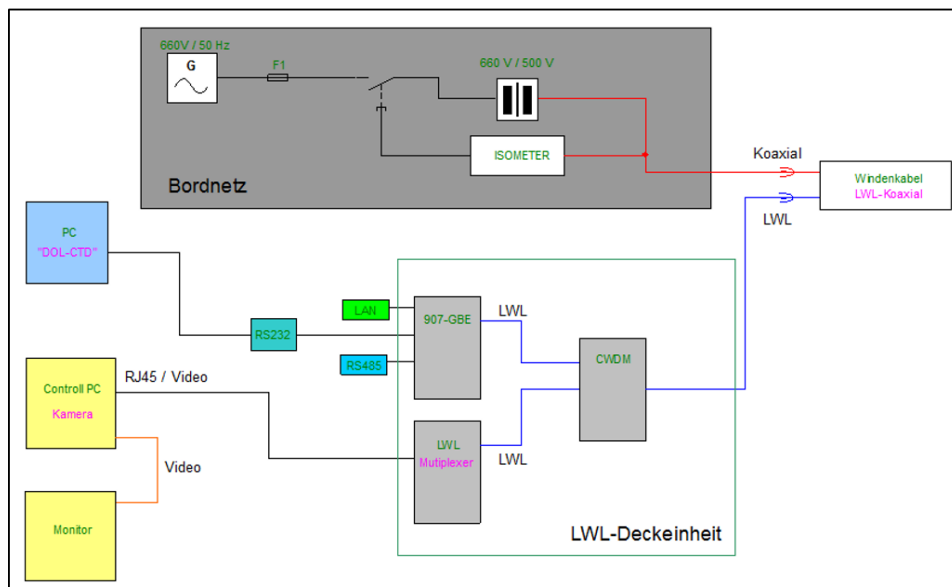 660V / 50 Hz
G
F1
660 V / 500 V
ISOMETER
Bordnetz
Koaxial
Windenkabel
LWL-Koaxial
LWL
PC
"DOL-CTD"
RS232
LAN
RS485
907-GBE
LWL
CWDM
Controll PC
Kamera
RJ45 / Video
LWL
Mutiplexer
LWL
Video
Monitor
LWL-Deckeinheit